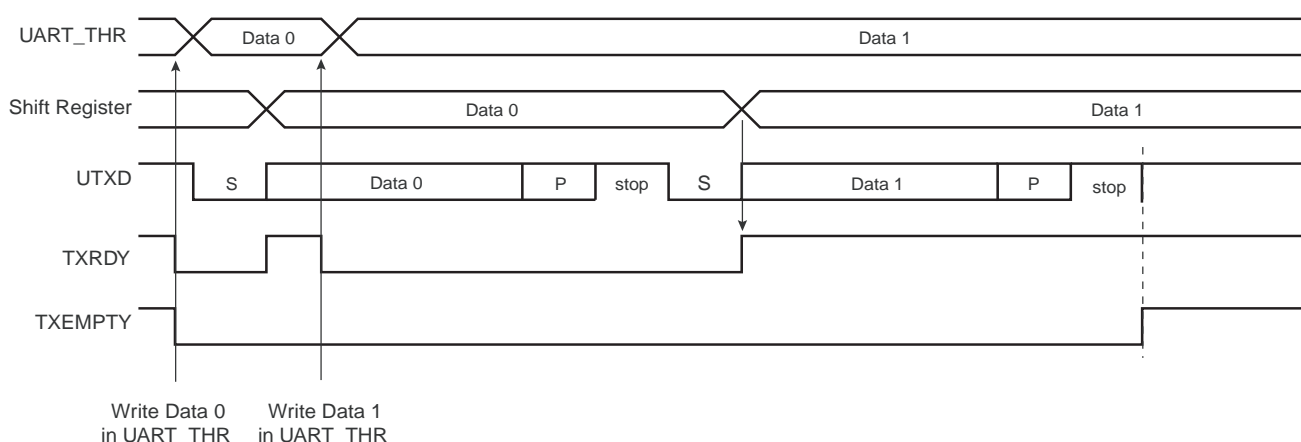 UART_THR Data 0 Data 1
Shift Register Data 0 Data 1
UTXD S Data 0 P stop S Data 1 P stop
TXRDY
TXEMPTY
Write Data 0 Write Data 1
in UART_THR in UART_THR